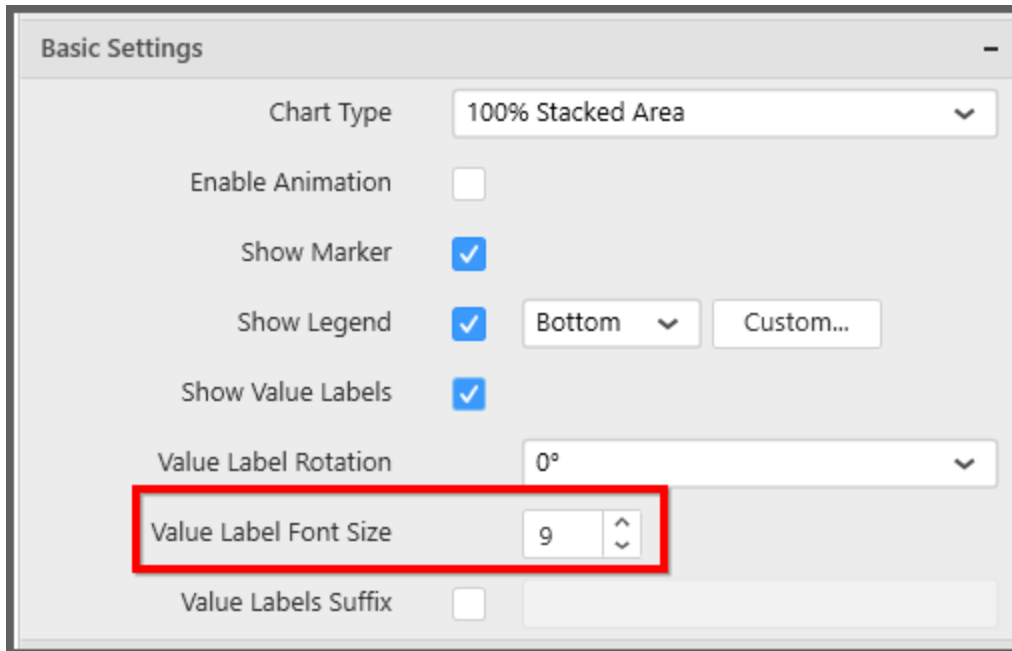 Basic Settings
Chart Type 100% Stacked Area
Enable Animation
Show Marker
Show Legend Bottom Custom...
Show Value Labels
Value Label Rotation 0°
Value Label Font Size 9
Value Labels Suffix